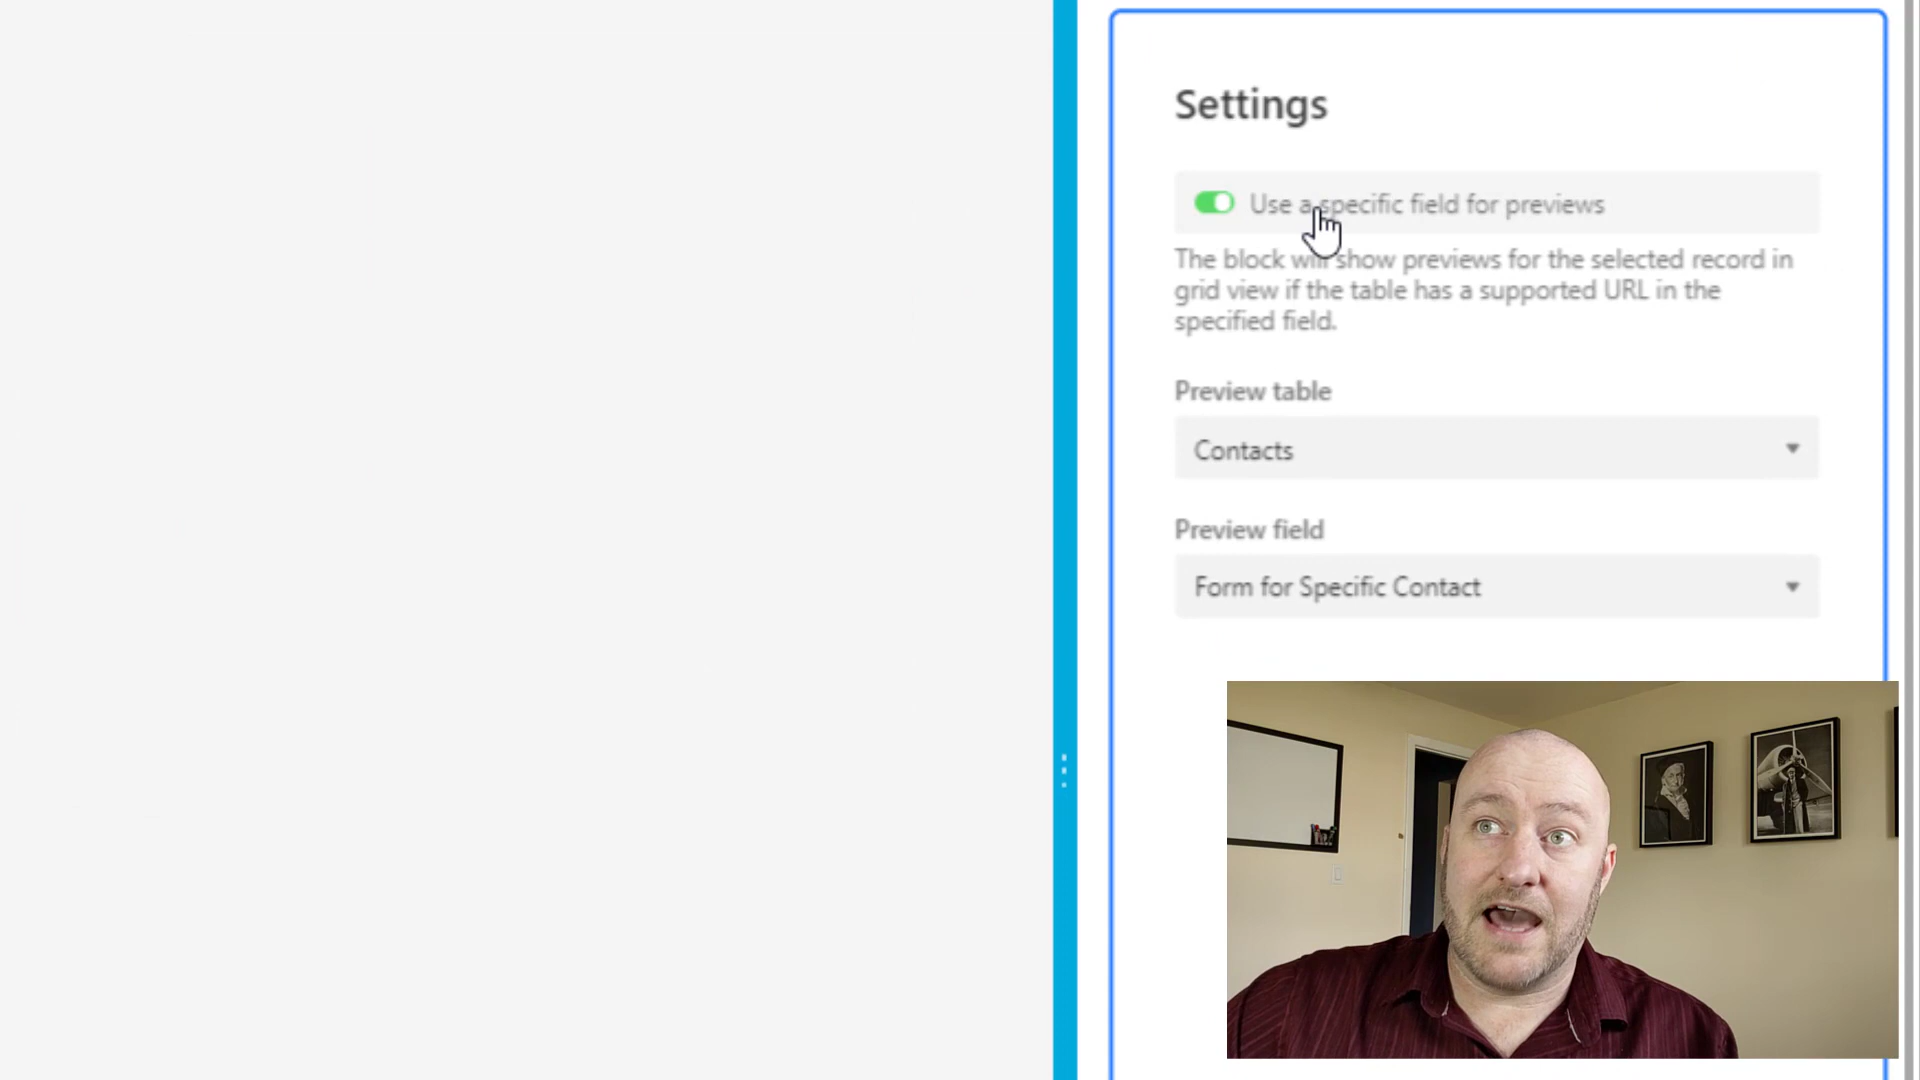 Settings
Use a specific field for previews
The block will show previews for the selected record in
grid view if the table has a supported URL in the
specified field.
Preview table
Contacts
Preview field
Form for Specific Contact